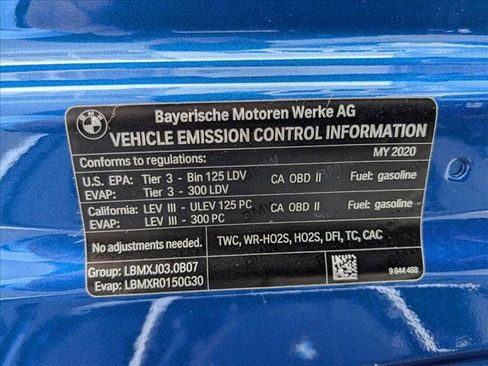 BMW
Bayerische Motoren Werke AG
VEHICLE EMISSION CONTROL INFORMATION
Conforms to regulations: MY 2020
U.S. EPA: Tier 3 - Bin 125 LDV CA OBD II Fuel: gasoline
EVAP: Tier 3 - 300 LDV
California: LEV III - ULEV 125 PC CA OBD II Fuel: gasoline
EVAP: LEV III - 300 PC
No adjustments needed. TWC, WR-HO2S, HO2S, DFI, TC, CAC
Group: LBMXJ03.0B07
Evap: LBMXR0150G30